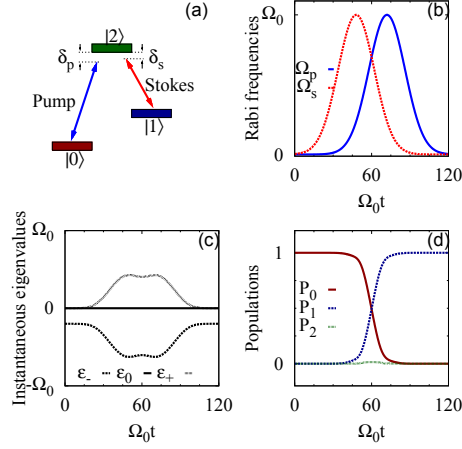 (a)
|2⟩
δp
δs
Pump
Stokes
|1⟩
|0⟩
(b)
Ω0
Rabi frequencies
Ωp
Ωs
0
0 60 120
Ω0t
(c)
Ω0
Instantaneous eigenvalues
0
-Ω0
ε- ε0 ε+
0 60 120
Ω0t
(d)
1
Populations
P0
P1
P2
0
0 60 120
Ω0t